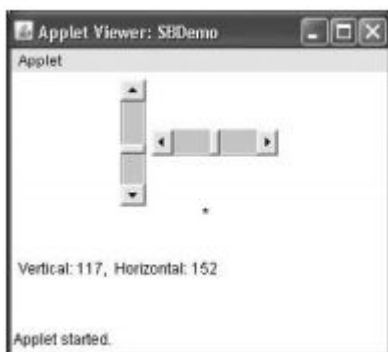 Applet Viewer: SBDemo
Applet
*
Vertical: 117, Horizontal: 152
Applet started.